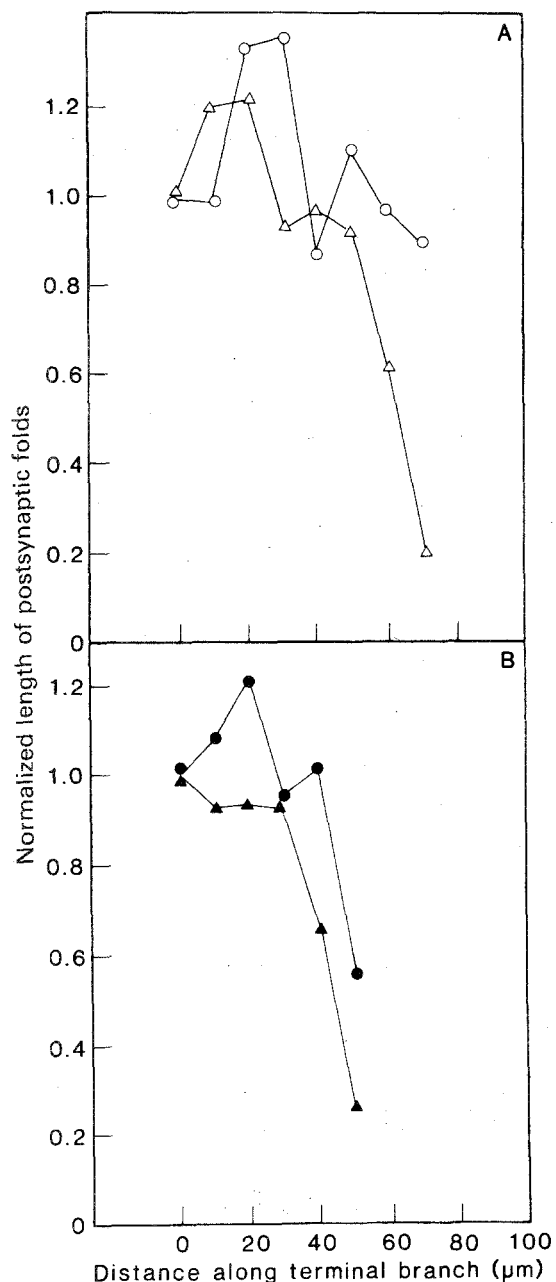 A
1.2
1.0
0.8
0.6
0.4
0.2
0
Normalized length of postsynaptic folds
B
1.2
1.0
0.8
0.6
0.4
0.2
0
0 20 40 60 80 100
Distance along terminal branch (µm)